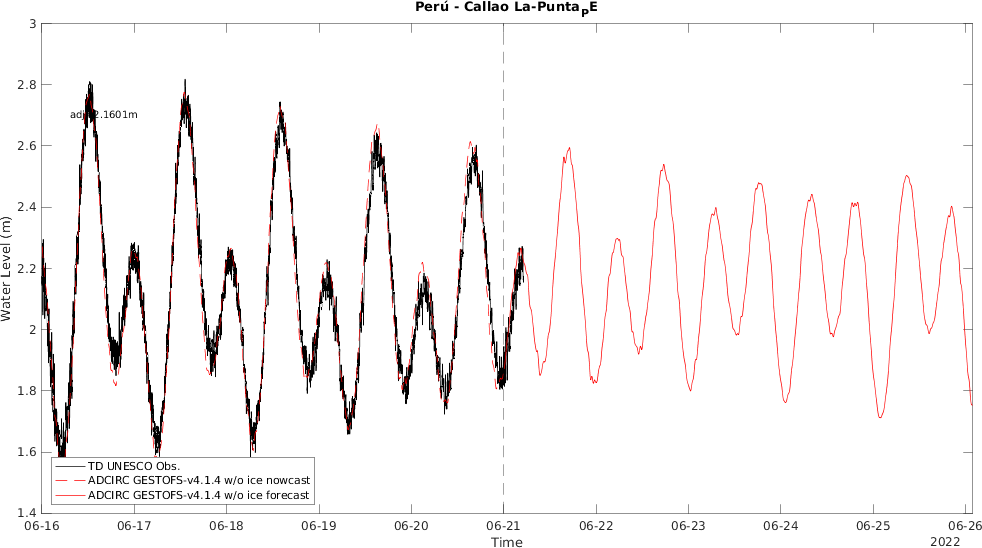 Perú - Callao La-PuntaPE
3
2.8
adj 2.1601m
2.6
2.4
2.2
2
1.8
1.6
1.4
Water Level (m)
TD UNESCO Obs.
ADCIRC GESTOFS-v4.1.4 w/o ice nowcast
ADCIRC GESTOFS-v4.1.4 w/o ice forecast
06-16 06-17 06-18 06-19 06-20 06-21 06-22 06-23 06-24 06-25 06-26
Time
2022